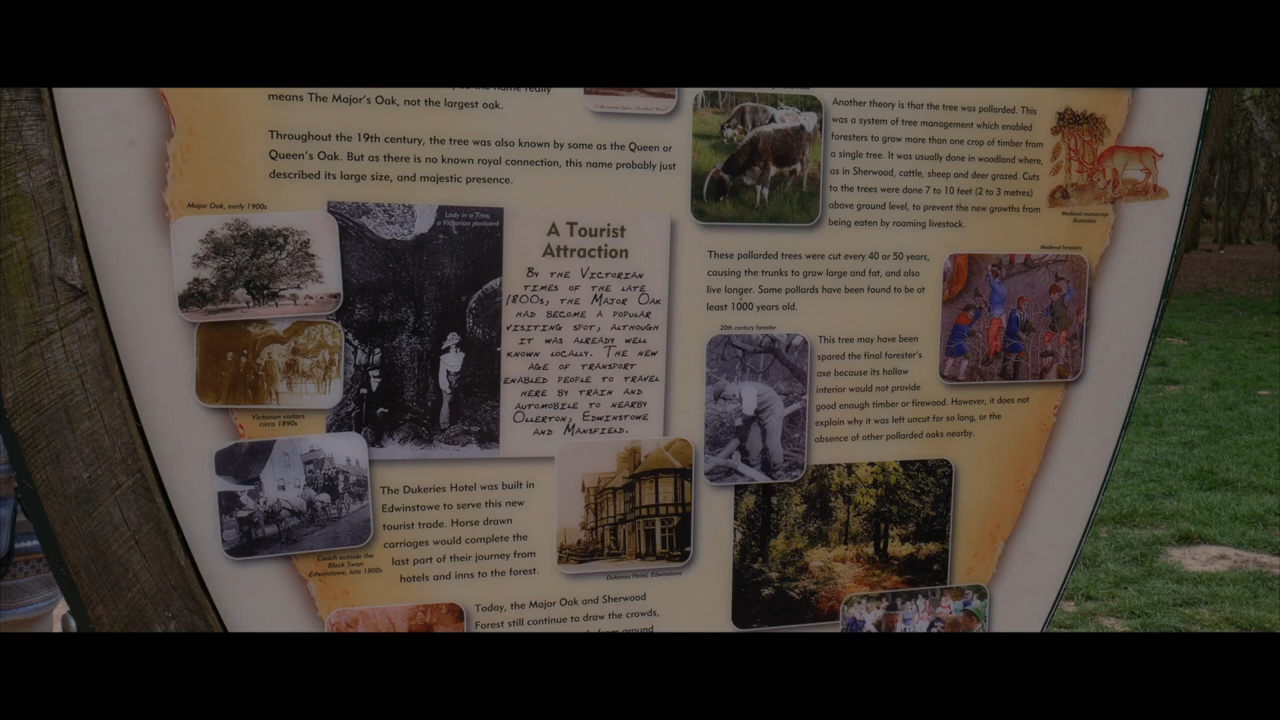 means The Major's Oak, not the largest oak.
Throughout the 19th century, the tree was also known by some as the Queen or
Queen's Oak. But as there is no known royal connection, this name probably just
described its large size, and majestic presence.
Major Oak, early 1900s
Lady in a Tree,
a Victorian postcard
Victorian visitors
circa 1890s
A Tourist
Attraction
BY THE VICTORIAN
TIMES OF THE LATE
1800s, THE MAJOR OAK
HAD BECOME A POPULAR
VISITING SPOT, ALTHOUGH
IT WAS ALREADY WELL
KNOWN LOCALLY. THE NEW
AGE OF TRANSPORT
ENABLED PEOPLE TO TRAVEL
HERE BY TRAIN AND
AUTOMOBILE TO NEARBY
OLLERTON, EDWINSTOWE
AND MANSFIELD.
The Dukeries Hotel was built in
Edwinstowe to serve this new
tourist trade. Horse drawn
carriages would complete the
last part of their journey from
hotels and inns to the forest.
Coach outside the
Black Swan
Edwinstowe, late 1800s
Dukeries Hotel, Edwinstowe
Today, the Major Oak and Sherwood
Forest still continue to draw the crowds,
around
Another theory is that the tree was pollarded. This
was a system of tree management which enabled
foresters to grow more than one crop of timber from
a single tree. It was usually done in woodland where,
as in Sherwood, cattle, sheep and deer grazed. Cuts
to the trees were done 7 to 10 feet (2 to 3 metres)
above ground level, to prevent the new growths from
being eaten by roaming livestock.
Medieval manuscript
illustration
These pollarded trees were cut every 40 or 50 years,
causing the trunks to grow large and fat, and also
live longer. Some pollards have been found to be at
least 1000 years old.
Medieval foresters
20th century forester
This tree may have been
spared the final forester's
axe because its hollow
interior would not provide
good enough timber or firewood. However, it does not
explain why it was left uncut for so long, or the
absence of other pollarded oaks nearby.